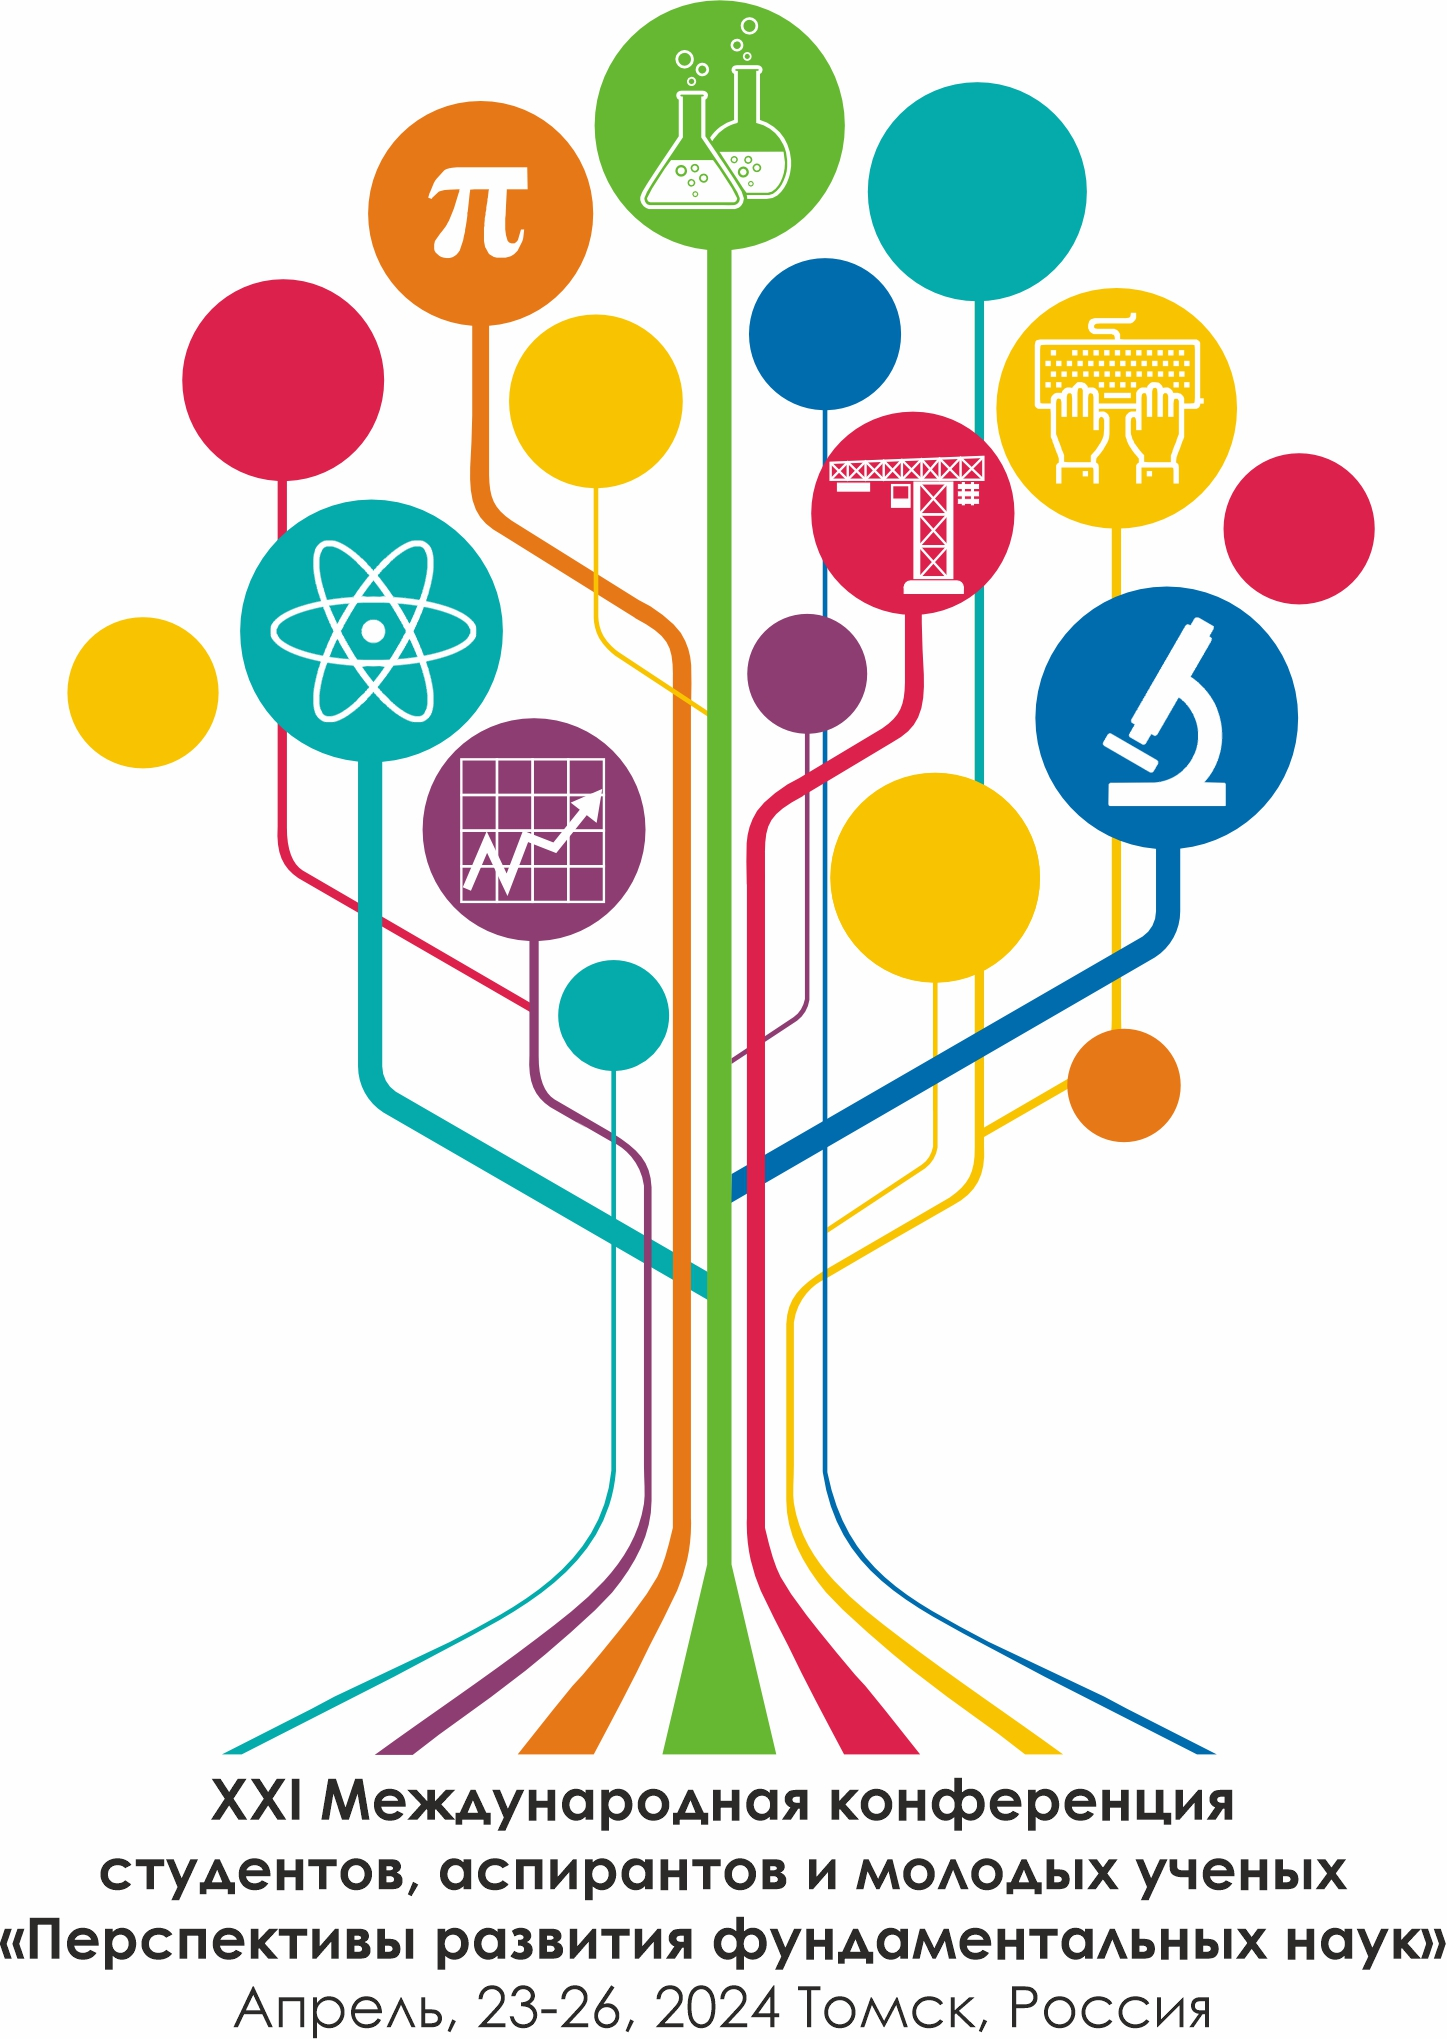 π
XXI Международная конференция
студентов, аспирантов и молодых ученых
«Перспективы развития фундаментальных наук»
Апрель, 23-26, 2024 Томск, Россия